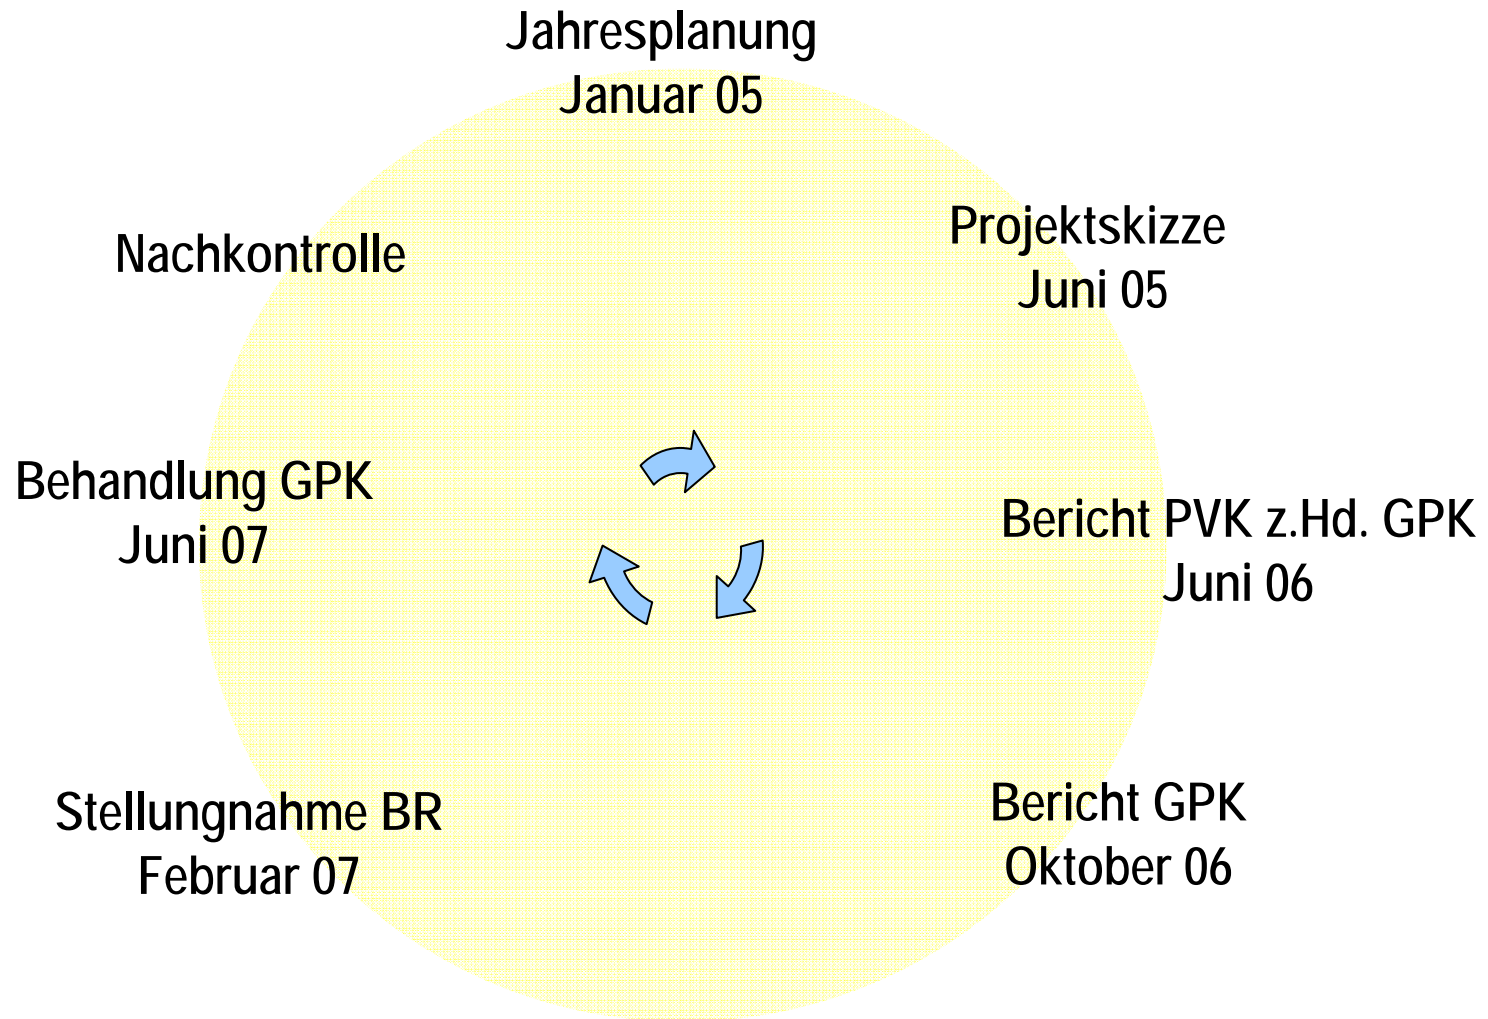 Jahresplanung
Januar 05
Projektskizze
Juni 05
Bericht PVK z.Hd. GPK
Juni 06
Bericht GPK
Oktober 06
Stellungnahme BR
Februar 07
Behandlung GPK
Juni 07
Nachkontrolle